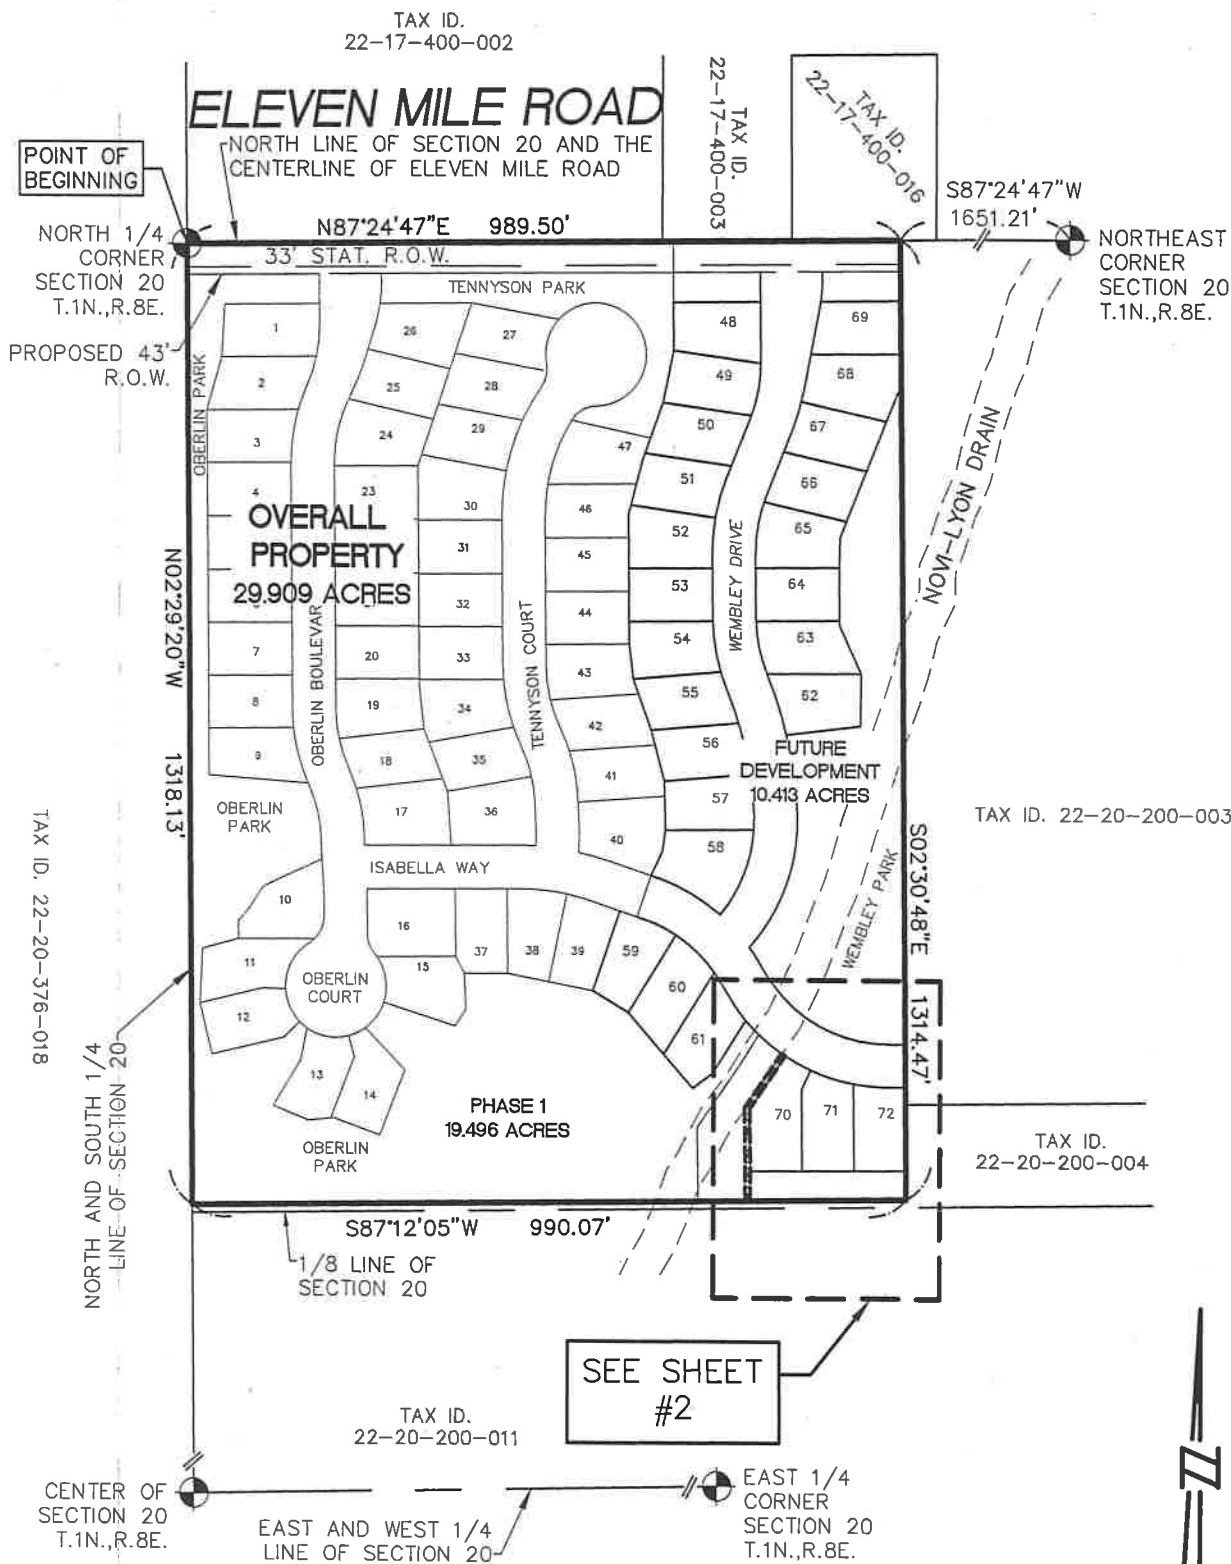 TAX ID.
22-17-400-002
ELEVEN MILE ROAD
NORTH LINE OF SECTION 20 AND THE
CENTERLINE OF ELEVEN MILE ROAD
TAX ID.
22-17-400-003
TAX ID.
22-17-400-016
POINT OF
BEGINNING
S87°24'47"W
1651.21'
N87°24'47"E 989.50'
NORTH 1/4
CORNER
SECTION 20
T.1N.,R.8E.
NORTHEAST
CORNER
SECTION 20
T.1N.,R.8E.
33' STAT. R.O.W.
TENNYSON PARK
PROPOSED 43'
R.O.W.
OBERLIN PARK
1
26
27
48
69
2
25
28
49
68
3
24
29
47
50
67
4
23
30
46
51
66
OVERALL
PROPERTY
29.909 ACRES
31
45
52
65
32
44
53
64
7
20
33
43
54
63
8
19
34
42
55
62
9
18
35
41
56
17
36
40
57
58
OBERLIN BOULEVAR
TENNYSON COURT
WEMBLEY DRIVE
NOVI-LYON DRAIN
N02°29'20"W 1318.13'
FUTURE
DEVELOPMENT
10.413 ACRES
OBERLIN
PARK
TAX ID. 22-20-200-003
TAX ID. 22-20-376-018
ISABELLA WAY
WEMBLEY PARK
S02°30'48"E 1314.47'
10
16
37
38
39
59
60
61
11
15
12
OBERLIN
COURT
13
14
70
71
72
NORTH AND SOUTH 1/4
LINE OF SECTION 20
PHASE 1
19.496 ACRES
OBERLIN
PARK
TAX ID.
22-20-200-004
S87°12'05"W 990.07'
1/8 LINE OF
SECTION 20
SEE SHEET
#2
TAX ID.
22-20-200-011
CENTER OF
SECTION 20
T.1N.,R.8E.
EAST AND WEST 1/4
LINE OF SECTION 20
EAST 1/4
CORNER
SECTION 20
T.1N.,R.8E.